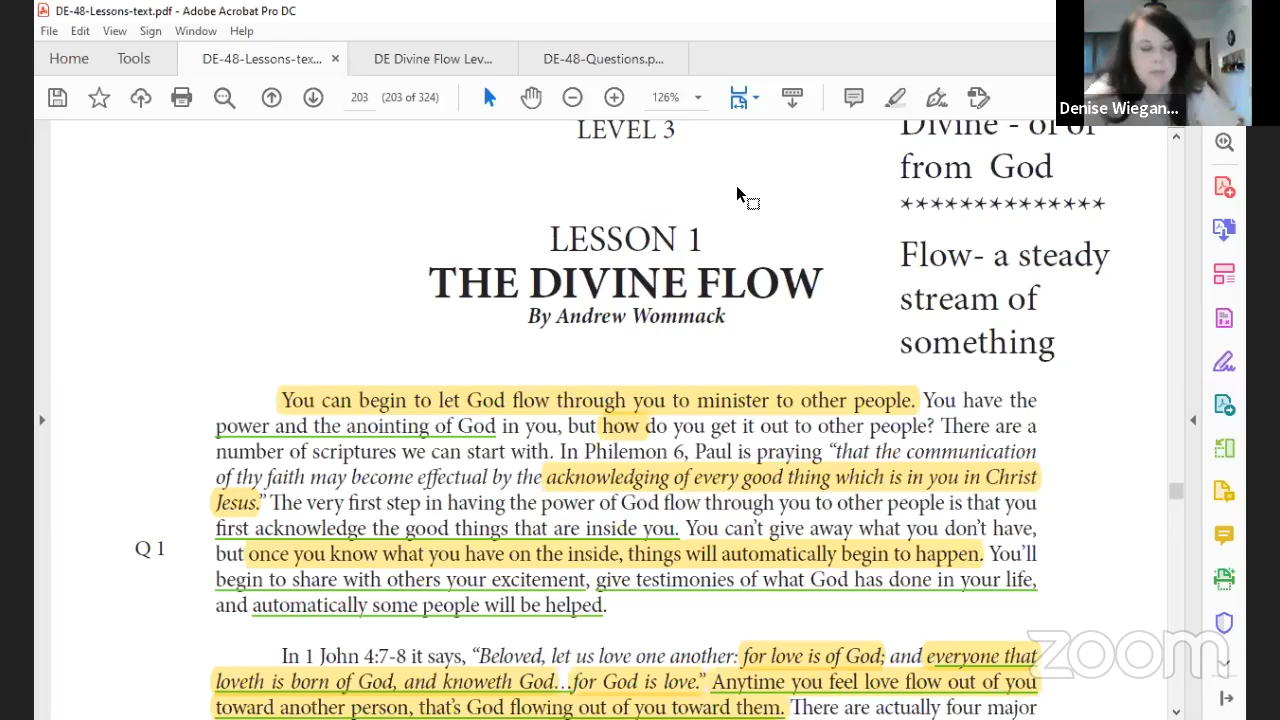 DE-48-Lessons-text.pdf - Adobe Acrobat Pro DC
File Edit View Sign Window Help
Home Tools DE-48-Lessons-tex... × DE Divine Flow Lev... DE-48-Questions.p...
203 (203 of 324) 126%
Denise Wiegan...
LEVEL 3
Divine - of or
from God
**************
Flow- a steady
stream of
something
LESSON 1
THE DIVINE FLOW
By Andrew Wommack
You can begin to let God flow through you to minister to other people. You have the
power and the anointing of God in you, but how do you get it out to other people? There are a
number of scriptures we can start with. In Philemon 6, Paul is praying “that the communication
of thy faith may become effectual by the acknowledging of every good thing which is in you in Christ
Jesus.” The very first step in having the power of God flow through you to other people is that you
first acknowledge the good things that are inside you. You can’t give away what you don’t have,
Q 1
but once you know what you have on the inside, things will automatically begin to happen. You’ll
begin to share with others your excitement, give testimonies of what God has done in your life,
and automatically some people will be helped.
In 1 John 4:7-8 it says, “Beloved, let us love one another: for love is of God; and everyone that
loveth is born of God, and knoweth God…for God is love.” Anytime you feel love flow out of you
toward another person, that’s God flowing out of you toward them. There are actually four major
zoom